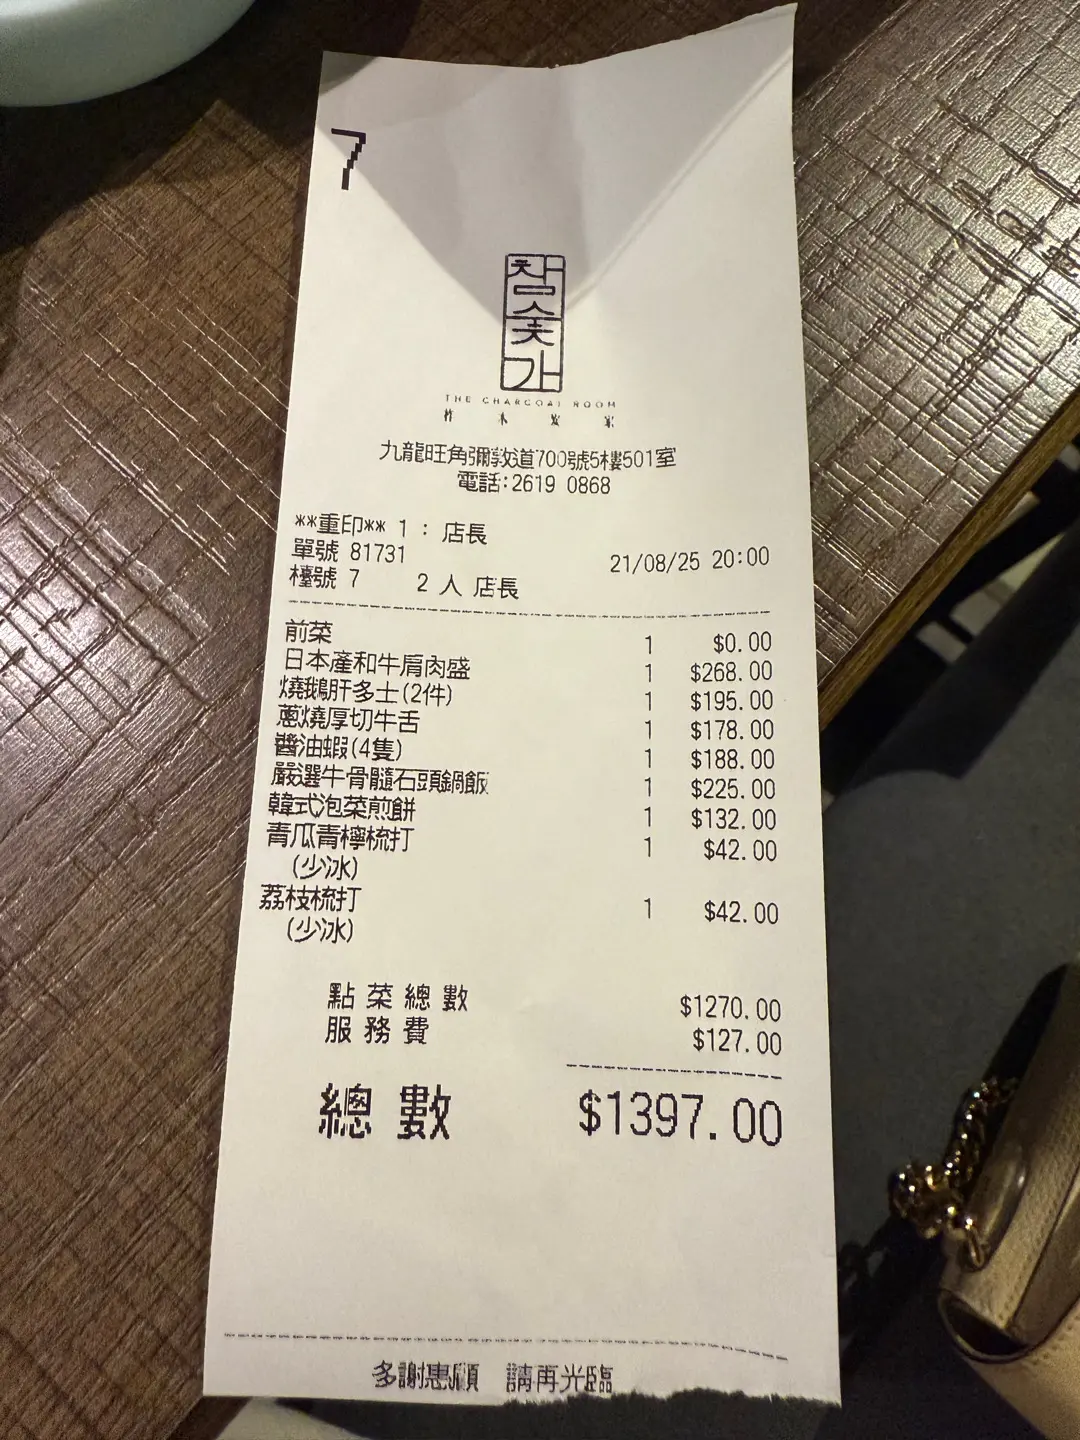 7
참숯가
THE CHARCOAL ROOM
柞木炭家
九龍旺角彌敦道700號5樓501室
電話:2619 0868
**重印** 1 : 店長
單號 81731 21/08/25 20:00
檯號 7 2 人 店長
前菜 1 $0.00
日本產和牛肩肉盛 1 $268.00
燒鵝肝多士(2件) 1 $195.00
蔥燒厚切牛舌 1 $178.00
醬油蝦(4隻) 1 $188.00
嚴選牛骨髓石頭鍋飯 1 $225.00
韓式泡菜煎餅 1 $132.00
青瓜青檸梳打 1 $42.00
(少冰)
荔枝梳打 1 $42.00
(少冰)
點菜總數 $1270.00
服務費 $127.00
總數 $1397.00
多謝惠顧 請再光臨